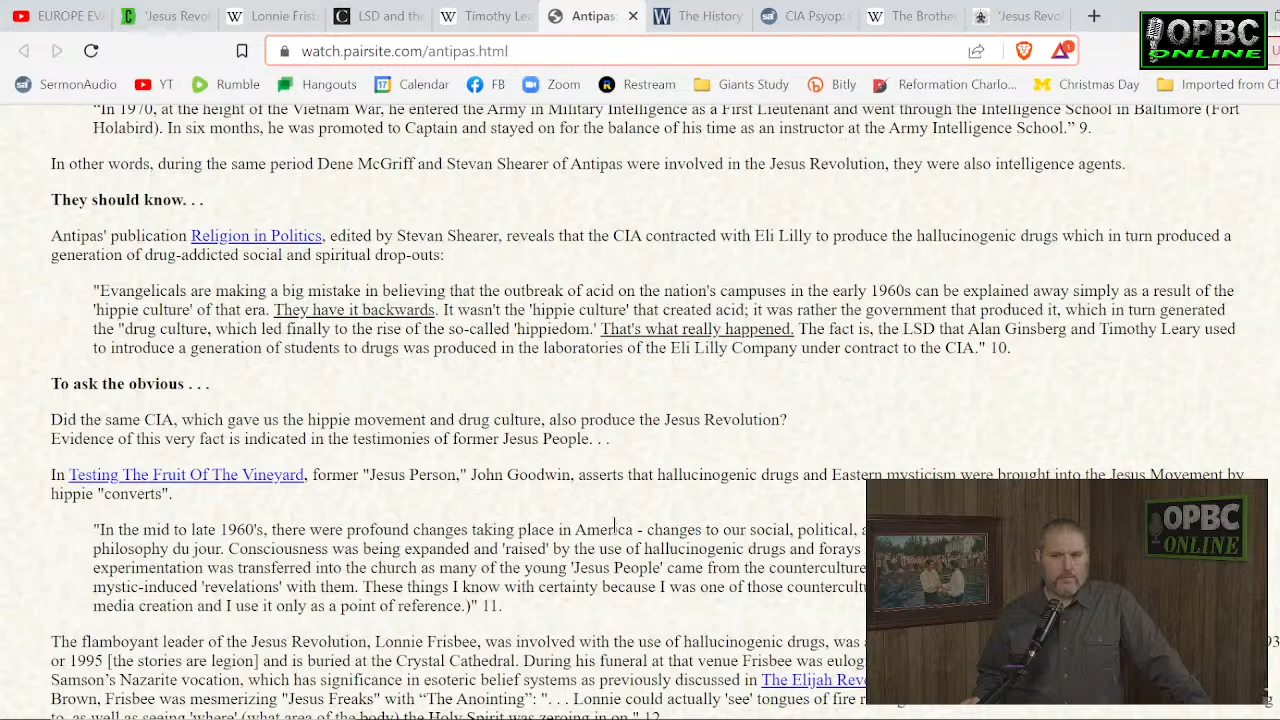 EUROPE EV
'Jesus Revol
Lonnie Frist
LSD and the
Timothy Lea
Antipas:
The History
CIA Psyop:
The Brothe
'Jesus Revol
watch.pairsite.com/antipas.html
1
SermonAudio YT Rumble Hangouts Calendar FB Zoom Restream Giants Study Bitly Reformation Charlo... Christmas Day Imported from C
OPBC
ONLINE
"In 1970, at the height of the Vietnam War, he entered the Army in Military Intelligence as a First Lieutenant and went through the Intelligence School in Baltimore (Fort
Holabird). In six months, he was promoted to Captain and stayed on for the balance of his time as an instructor at the Army Intelligence School.” 9.
In other words, during the same period Dene McGriff and Stevan Shearer of Antipas were involved in the Jesus Revolution, they were also intelligence agents.
They should know. . .
Antipas' publication Religion in Politics, edited by Stevan Shearer, reveals that the CIA contracted with Eli Lilly to produce the hallucinogenic drugs which in turn produced a
generation of drug-addicted social and spiritual drop-outs:
"Evangelicals are making a big mistake in believing that the outbreak of acid on the nation's campuses in the early 1960s can be explained away simply as a result of the
'hippie culture' of that era. They have it backwards. It wasn't the 'hippie culture' that created acid; it was rather the government that produced it, which in turn generated
the "drug culture, which led finally to the rise of the so-called 'hippiedom.' That's what really happened. The fact is, the LSD that Alan Ginsberg and Timothy Leary used
to introduce a generation of students to drugs was produced in the laboratories of the Eli Lilly Company under contract to the CIA." 10.
To ask the obvious . . .
Did the same CIA, which gave us the hippie movement and drug culture, also produce the Jesus Revolution?
Evidence of this very fact is indicated in the testimonies of former Jesus People. . .
In Testing The Fruit Of The Vineyard, former "Jesus Person," John Goodwin, asserts that hallucinogenic drugs and Eastern mysticism were brought into the Jesus Movement by
hippie "converts".
"In the mid to late 1960's, there were profound changes taking place in America - changes to our social, political, a
philosophy du jour. Consciousness was being expanded and 'raised' by the use of hallucinogenic drugs and forays
experimentation was transferred into the church as many of the young 'Jesus People' came from the counterculture
mystic-induced 'revelations' with them. These things I know with certainty because I was one of those countercultu
media creation and I use it only as a point of reference.)" 11.
The flamboyant leader of the Jesus Revolution, Lonnie Frisbee, was involved with the use of hallucinogenic drugs, was a 93
or 1995 [the stories are legion] and is buried at the Crystal Cathedral. During his funeral at that venue Frisbee was eulog
Samson’s Nazarite vocation, which has significance in esoteric belief systems as previously discussed in The Elijah Revo
Brown, Frisbee was mesmerizing "Jesus Freaks" with “The Anointing”: ". . Lonnie could actually 'see' tongues of fire r
to, as well as seeing 'where' (what area of the body) the Holy Spirit was zeroing in on." 12
OPBC
ONLINE